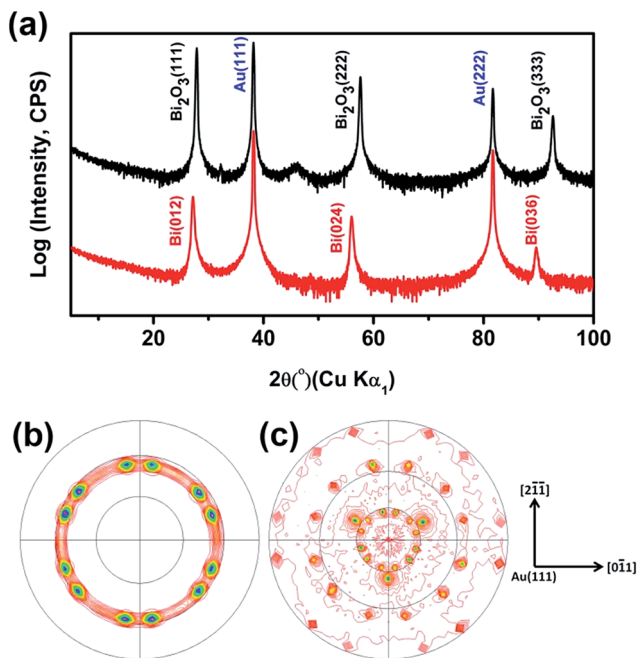 (a)
Log (Intensity, CPS)
Bi₂O₃(111)
Au(111)
Bi₂O₃(222)
Au(222)
Bi₂O₃(333)
Bi(012)
Bi(024)
Bi(036)
20 40 60 80 100
2θ(°)(Cu Kα₁)
(b)
(c)
[21̅1̅]
[01̅1]
Au(111)